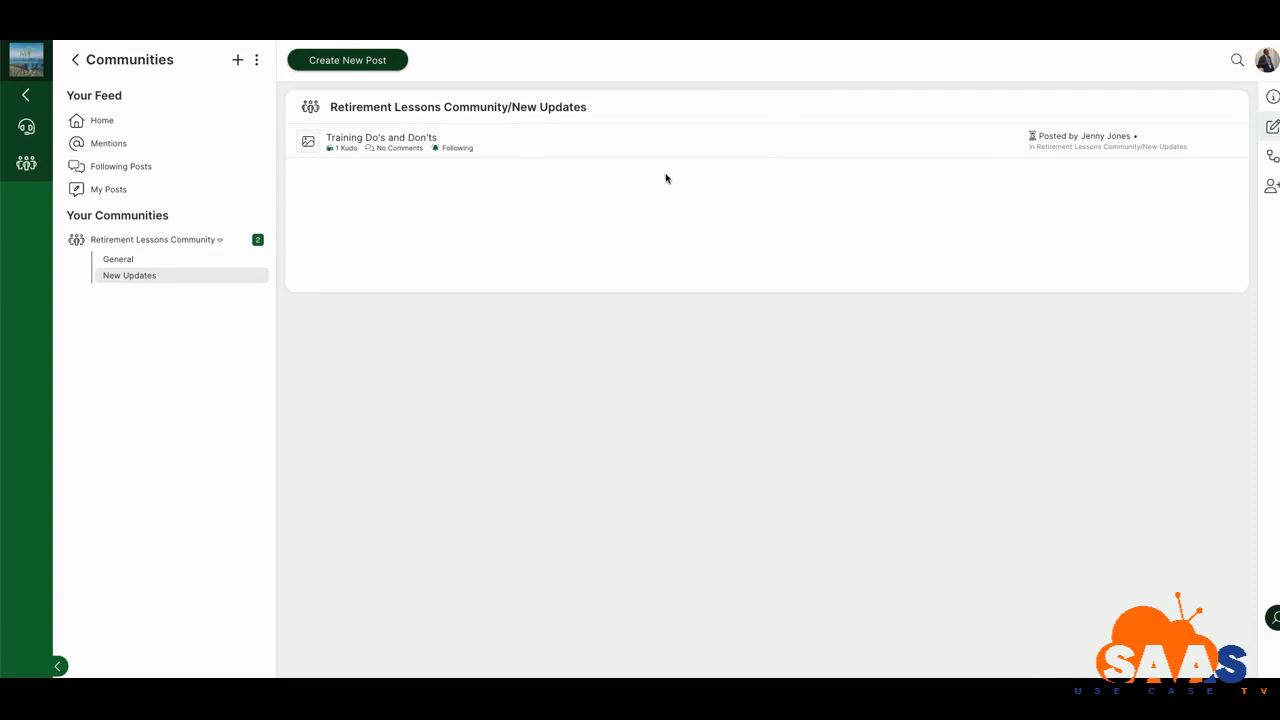 Communities
Create New Post
Your Feed
Home
Mentions
Following Posts
My Posts
Your Communities
Retirement Lessons Community 2
General
New Updates
Retirement Lessons Community/New Updates
Training Do's and Don'ts
1 Kudo No Comments Following
Posted by Jenny Jones •
in Retirement Lessons Community/New Updates
SAAS
USE CASE TV